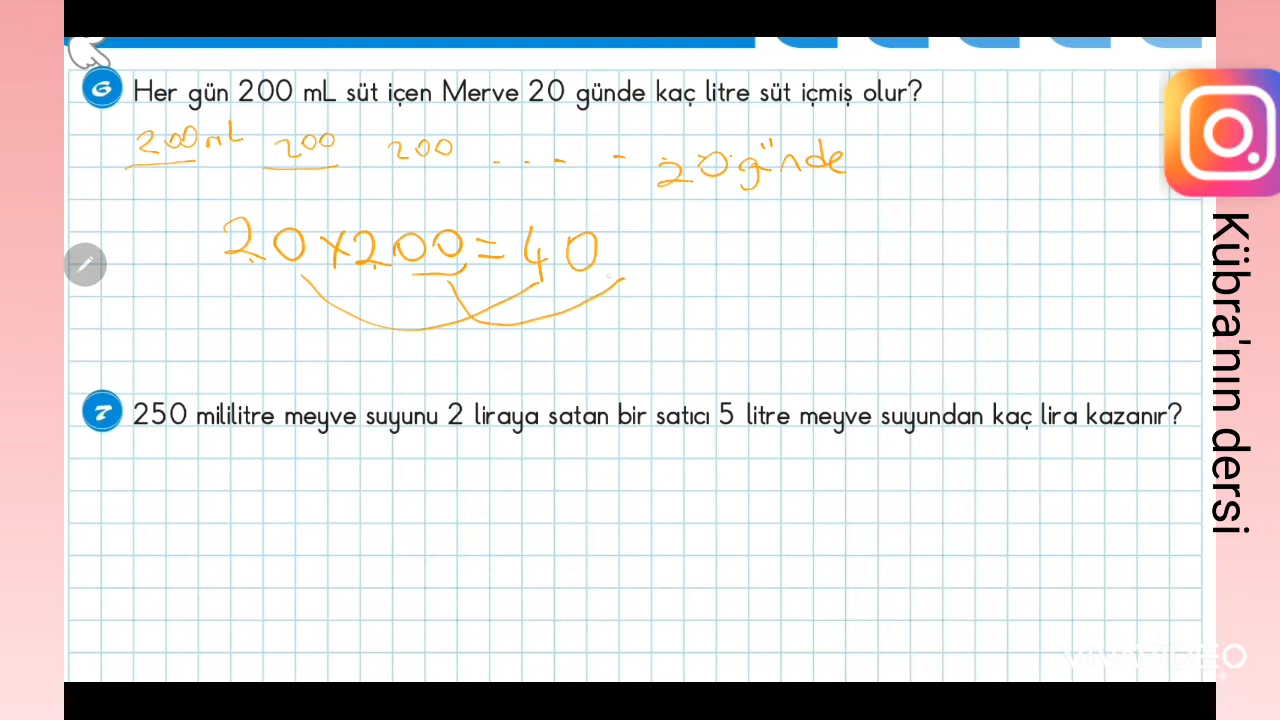 6 Her gün 200 mL süt içen Merve 20 günde kaç litre süt içmiş olur?
200 mL 200 200 . . . - 20 günde
20x200=40
7 250 mililitre meyve suyunu 2 liraya satan bir satıcı 5 litre meyve suyundan kaç lira kazanır?
Kübra'nın dersi
VIVAVIDEO